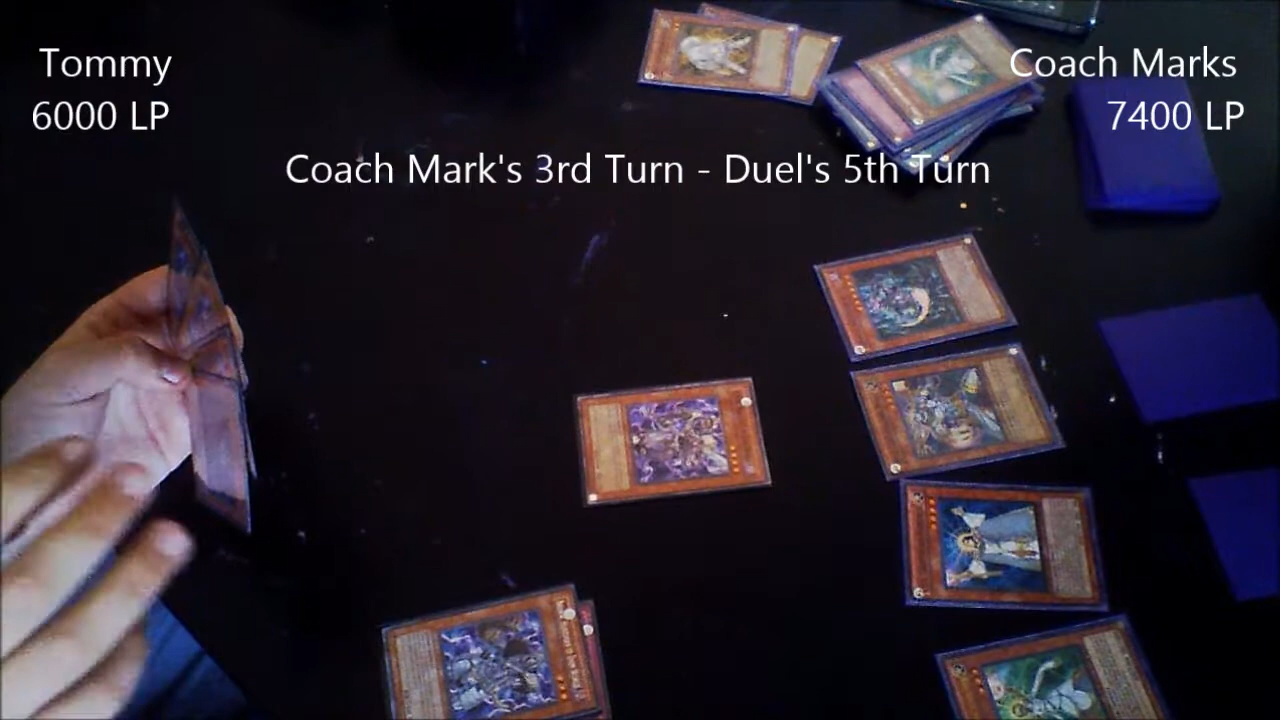 Tommy
6000 LP
Coach Marks
7400 LP
Coach Mark's 3rd Turn - Duel's 5th Turn